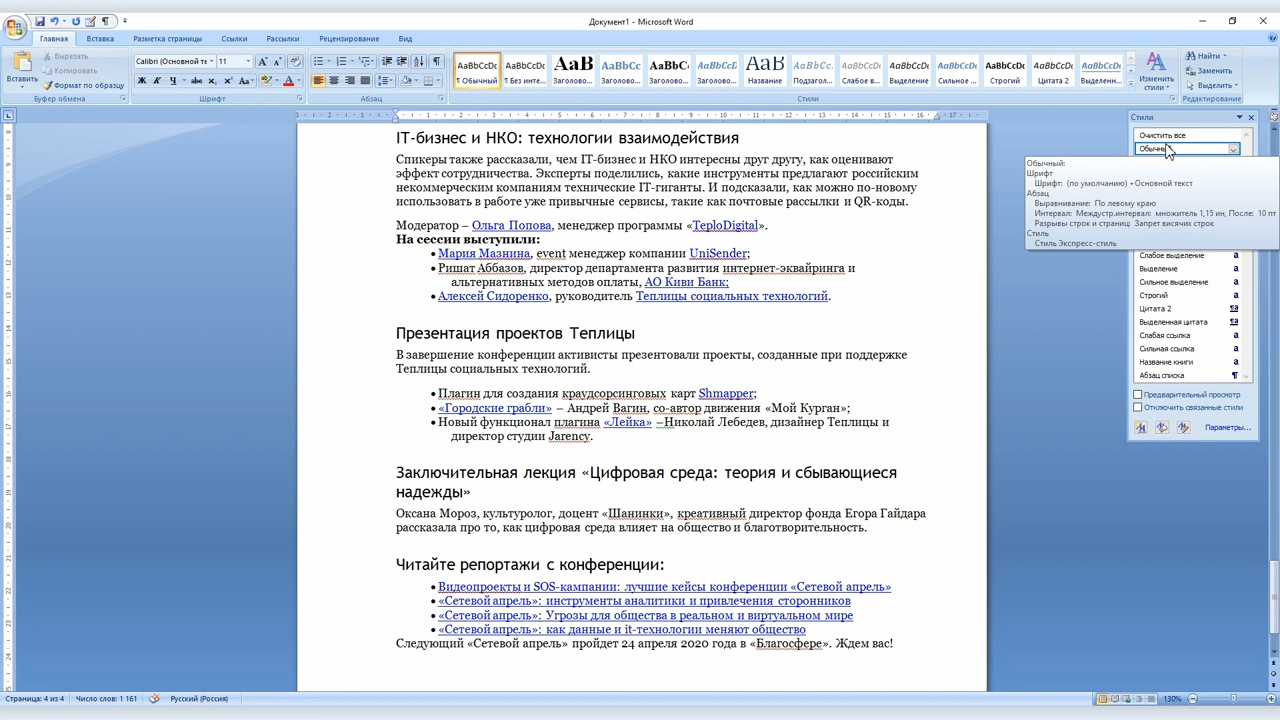 Документ1 - Microsoft Word
Главная Вставка Разметка страницы Ссылки Рассылки Рецензирование Вид
Вставить
Вырезать
Копировать
Формат по образцу
Буфер обмена
Calibri (Основной те 11
Шрифт
Абзац
AaBbCcDc AaBbCcDc AaB AaBbCc AaBbC AaBbCc AaB AaBbCc AaBbCcDc AaBbCcDc AaBbCcDc AaBbCcDc AaBbCcDc AaBbCcDc
¶ Обычный ¶ Без инте... Заголово... Заголово... Заголово... Заголово... Название Подзагол... Слабое в... Выделение Сильное ... Строгий Цитата 2 Выделенн...
Стили
Изменить стили
Найти
Заменить
Выделить
Редактирование
IT-бизнес и НКО: технологии взаимодействия
Спикеры также рассказали, чем IT-бизнес и НКО интересны друг другу, как оценивают
эффект сотрудничества. Эксперты поделились, какие инструменты предлагают российским
некоммерческим компаниям технические IT-гиганты. И подсказали, как можно по-новому
использовать в работе уже привычные сервисы, такие как почтовые рассылки и QR-коды.
Модератор – Ольга Попова, менеджер программы «TeploDigital».
На сессии выступили:
• Мария Мазнина, event менеджер компании UniSender;
• Ришат Аббазов, директор департамента развития интернет-эквайринга и
альтернативных методов оплаты, АО Киви Банк;
• Алексей Сидоренко, руководитель Теплицы социальных технологий.
Презентация проектов Теплицы
В завершение конференции активисты презентовали проекты, созданные при поддержке
Теплицы социальных технологий.
• Плагин для создания краудсорсинговых карт Shmapper;
• «Городские грабли» – Андрей Вагин, со-автор движения «Мой Курган»;
• Новый функционал плагина «Лейка» –Николай Лебедев, дизайнер Теплицы и
директор студии Jarency.
Заключительная лекция «Цифровая среда: теория и сбывающиеся
надежды»
Оксана Мороз, культуролог, доцент «Шанинки», креативный директор фонда Егора Гайдара
рассказала про то, как цифровая среда влияет на общество и благотворительность.
Читайте репортажи с конференции:
• Видеопроекты и SOS-кампании: лучшие кейсы конференции «Сетевой апрель»
• «Сетевой апрель»: инструменты аналитики и привлечения сторонников
• «Сетевой апрель»: Угрозы для общества в реальном и виртуальном мире
• «Сетевой апрель»: как данные и it-технологии меняют общество
Следующий «Сетевой апрель» пройдет 24 апреля 2020 года в «Благосфере». Ждем вас!
Стили
Очистить все
Обычный:
Шрифт
Шрифт: (по умолчанию) +Основной текст
Абзац
Выравнивание: По левому краю
Интервал: Междустр.интервал: множитель 1,15 ин, После: 10 пт
Разрывы строк и страниц: Запрет висячих строк
Стиль
Стиль Экспресс-стиль
Слабое выделение a
Выделение a
Сильное выделение a
Строгий a
Цитата 2 ¶a
Выделенная цитата ¶a
Слабая ссылка a
Сильная ссылка a
Название книги a
Абзац списка ¶
Предварительный просмотр
Отключить связанные стили
Параметры...
Страница: 4 из 4 Число слов: 1 161 Русский (Россия) 130%